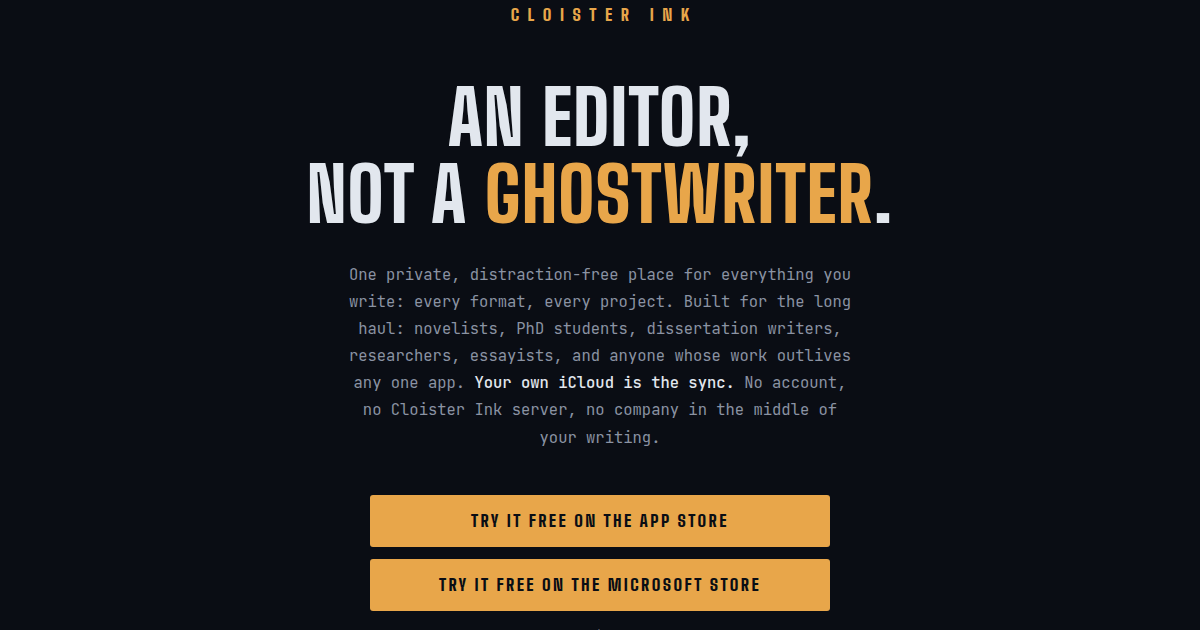 CLOISTER INK
AN EDITOR,
NOT A GHOSTWRITER.
One private, distraction-free place for everything you
write: every format, every project. Built for the long
haul: novelists, PhD students, dissertation writers,
researchers, essayists, and anyone whose work outlives
any one app. Your own iCloud is the sync. No account,
no Cloister Ink server, no company in the middle of
your writing.
TRY IT FREE ON THE APP STORE
TRY IT FREE ON THE MICROSOFT STORE